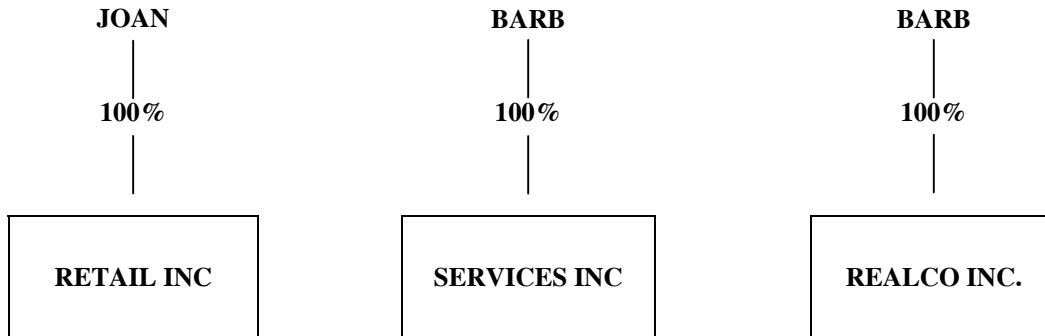 JOAN BARB BARB
100% 100% 100%
RETAIL INC SERVICES INC REALCO INC.